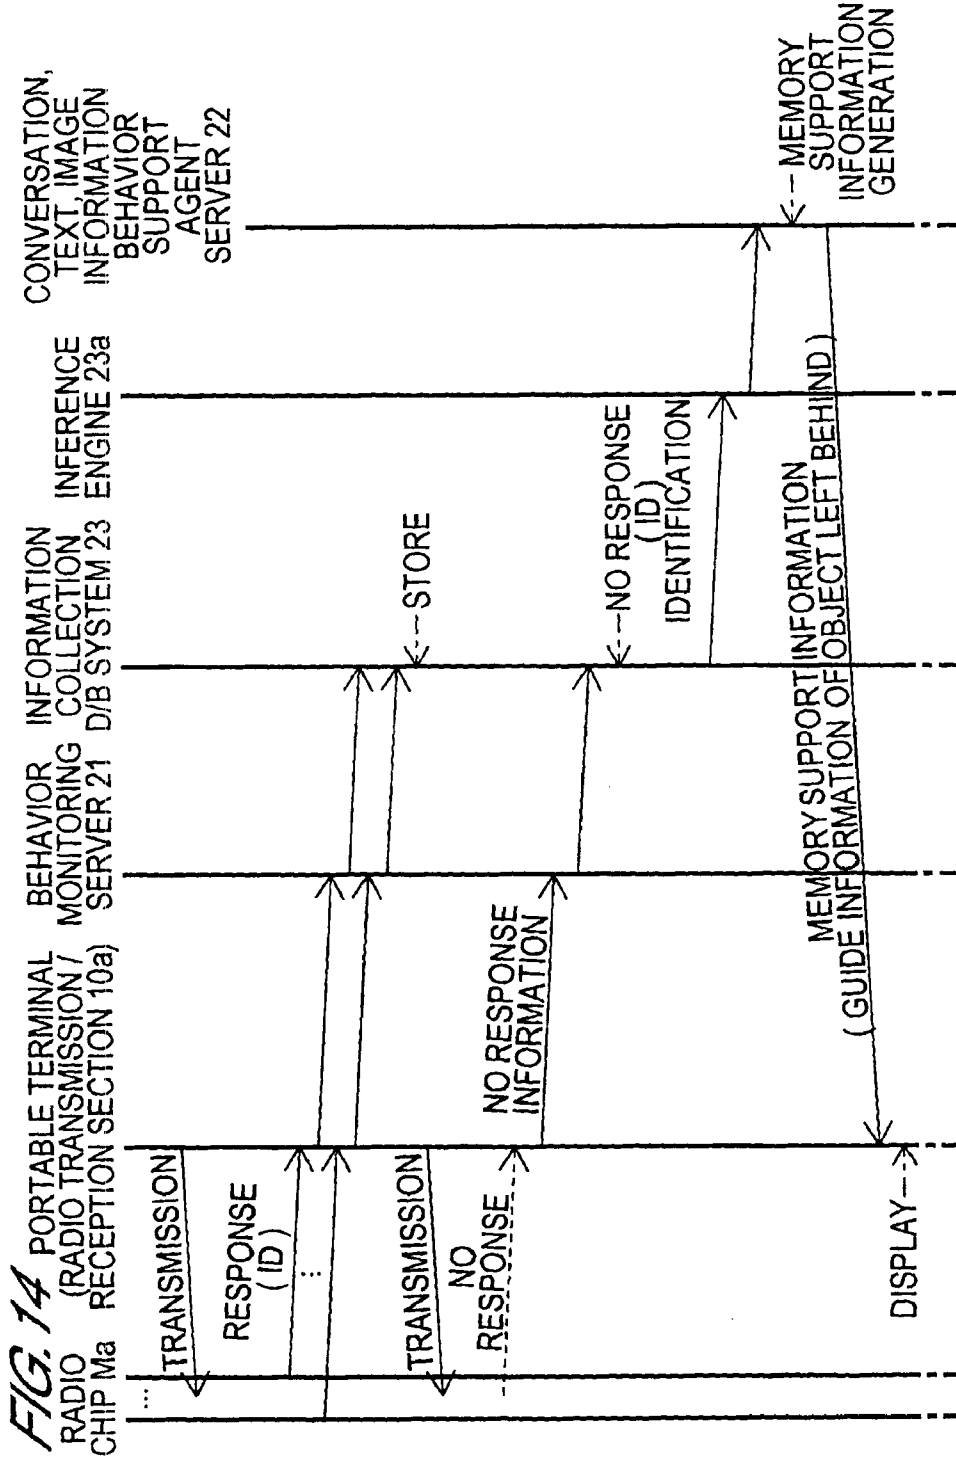 FIG. 14
RADIO
CHIP Ma
PORTABLE TERMINAL
(RADIO TRANSMISSION /
RECEPTION SECTION 10a)
BEHAVIOR
MONITORING
SERVER 21
INFORMATION
COLLECTION
D/B SYSTEM 23
INFERENCE
ENGINE 23a
CONVERSATION,
TEXT, IMAGE
INFORMATION
BEHAVIOR
SUPPORT
AGENT
SERVER 22
TRANSMISSION
...
RESPONSE
(ID)
...
STORE
TRANSMISSION
NO
RESPONSE
NO RESPONSE
INFORMATION
NO RESPONSE
(ID)
IDENTIFICATION
MEMORY
SUPPORT
INFORMATION
GENERATION
MEMORY SUPPORT INFORMATION
(GUIDE INFORMATION OF OBJECT LEFT BEHIND)
DISPLAY